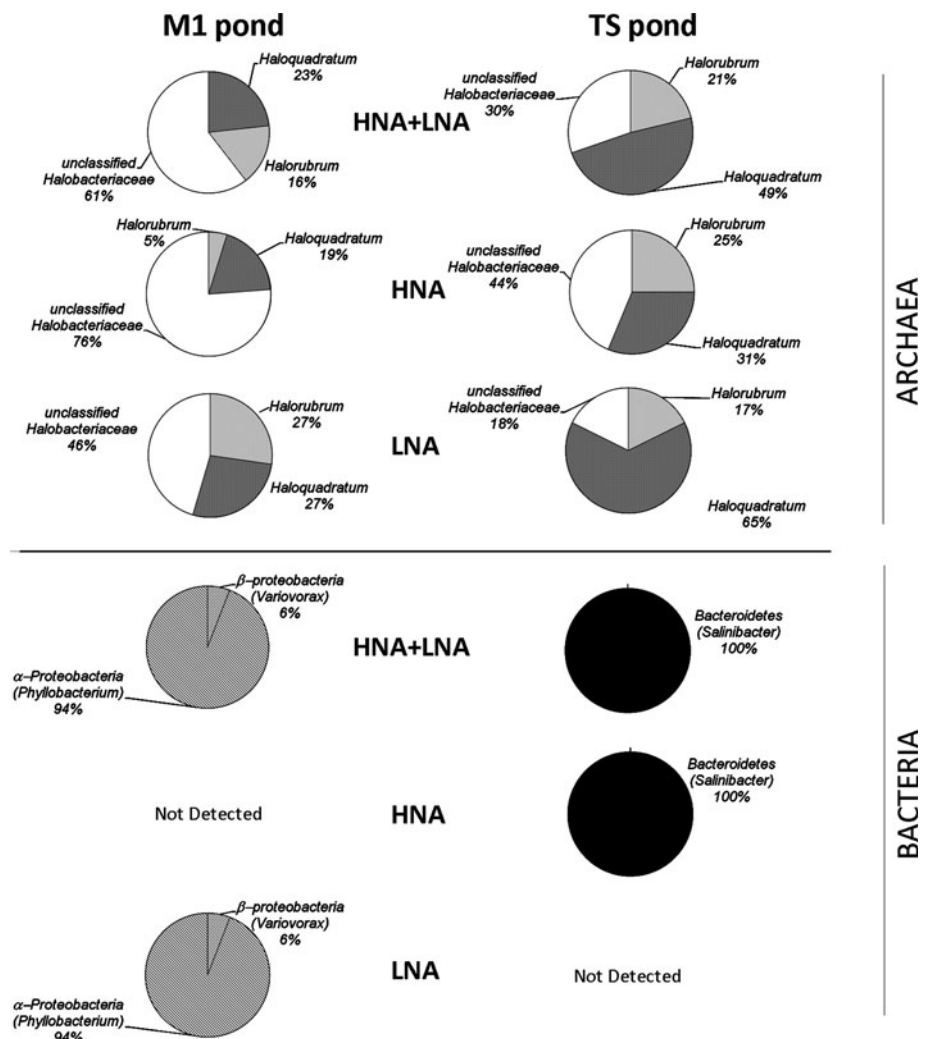 M1 pond
TS pond
Haloquadratum
23%
Halorubrum
16%
unclassified
Halobacteriaceae
61%
HNA+LNA
unclassified
Halobacteriaceae
30%
Halorubrum
21%
Haloquadratum
49%
Halorubrum
5%
Haloquadratum
19%
unclassified
Halobacteriaceae
76%
HNA
unclassified
Halobacteriaceae
44%
Halorubrum
25%
Haloquadratum
31%
unclassified
Halobacteriaceae
46%
Halorubrum
27%
Haloquadratum
27%
LNA
unclassified
Halobacteriaceae
18%
Halorubrum
17%
Haloquadratum
65%
ARCHAEA
β–proteobacteria
(Variovorax)
6%
α–Proteobacteria
(Phyllobacterium)
94%
HNA+LNA
Bacteroidetes
(Salinibacter)
100%
Not Detected
HNA
Bacteroidetes
(Salinibacter)
100%
β–proteobacteria
(Variovorax)
6%
α–Proteobacteria
(Phyllobacterium)
94%
LNA
Not Detected
BACTERIA